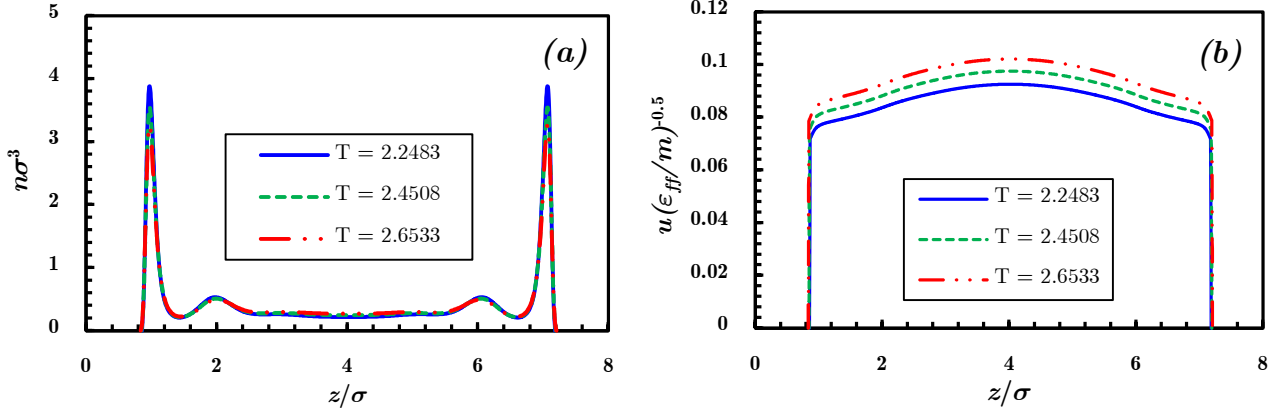 (a)
5
4
3
2
1
0
nσ³
T = 2.2483
T = 2.4508
T = 2.6533
0 2 4 6 8
z/σ
(b)
0.12
0.1
0.08
0.06
0.04
0.02
0
u(ε_ff/m)^-0.5
T = 2.2483
T = 2.4508
T = 2.6533
0 2 4 6 8
z/σ